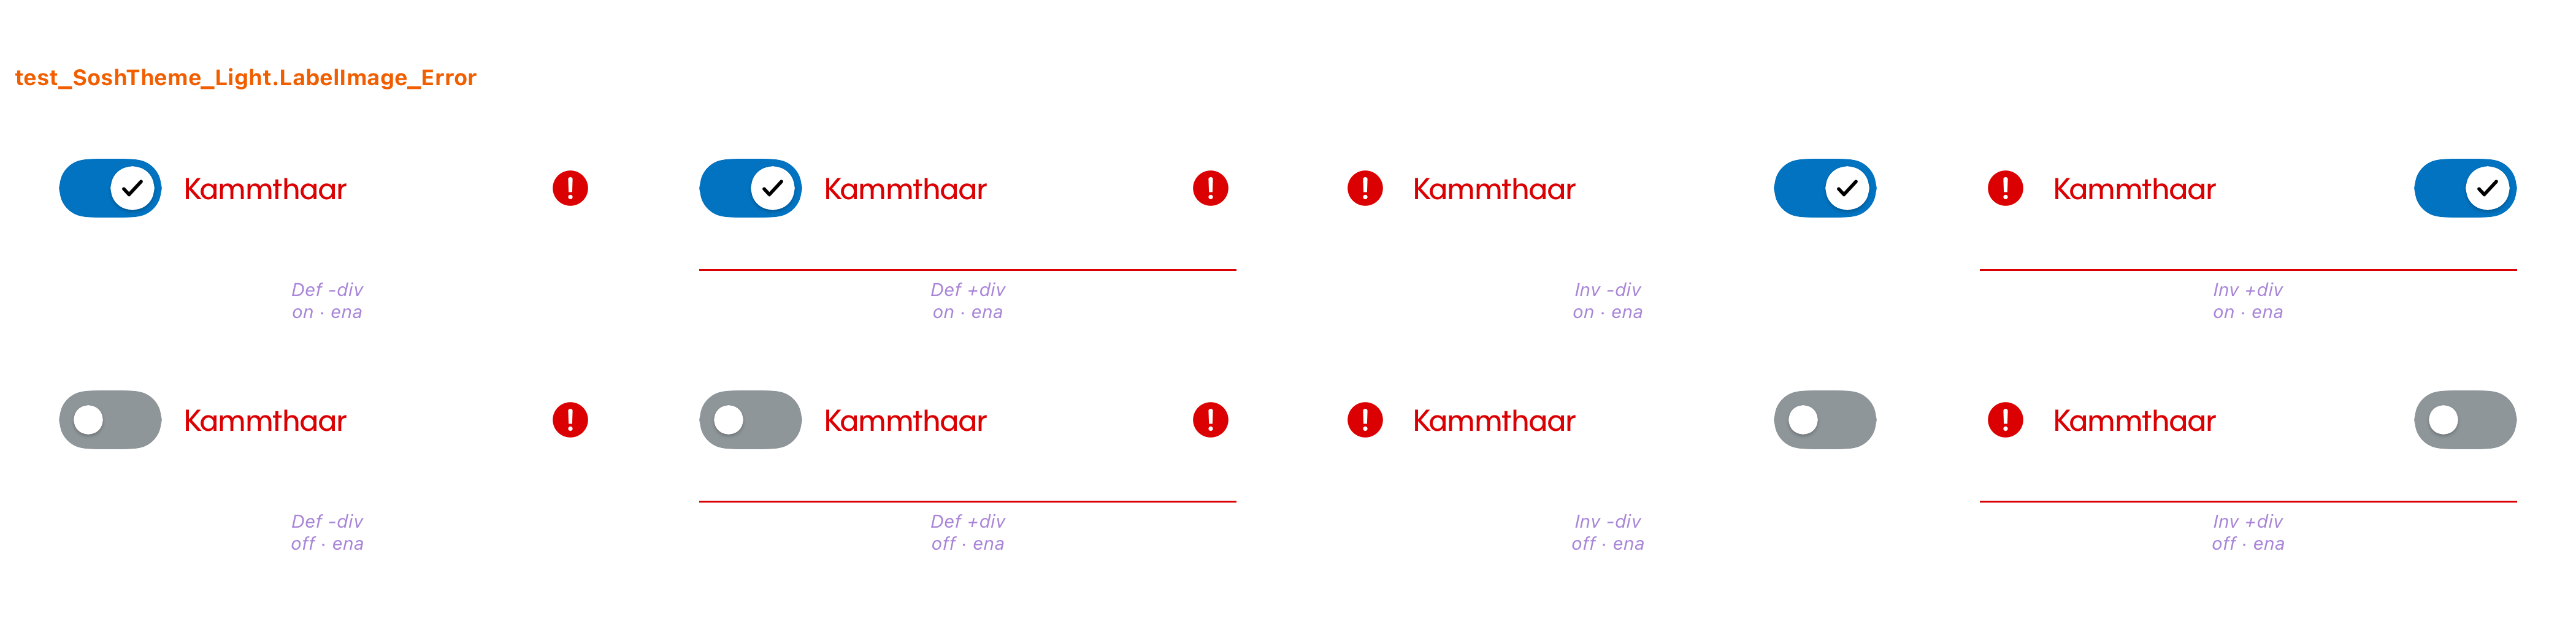 test_SoshTheme_Light.LabelImage_Error
Kammthaar
Kammthaar
Kammthaar
Kammthaar
Def -div
on · ena
Def +div
on · ena
Inv -div
on · ena
Inv +div
on · ena
Kammthaar
Kammthaar
Kammthaar
Kammthaar
Def -div
off · ena
Def +div
off · ena
Inv -div
off · ena
Inv +div
off · ena